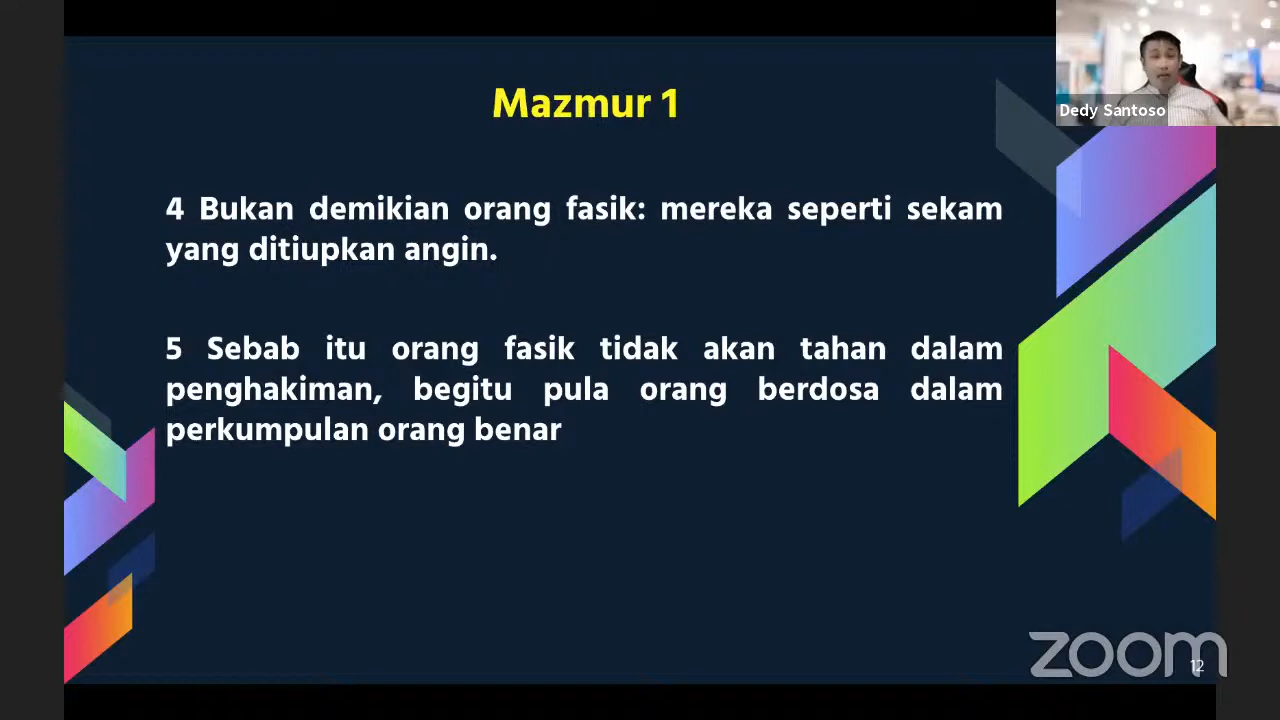 Mazmur 1
Dedy Santoso
4 Bukan demikian orang fasik: mereka seperti sekam
yang ditiupkan angin.
5 Sebab itu orang fasik tidak akan tahan dalam
penghakiman, begitu pula orang berdosa dalam
perkumpulan orang benar
zoom
12